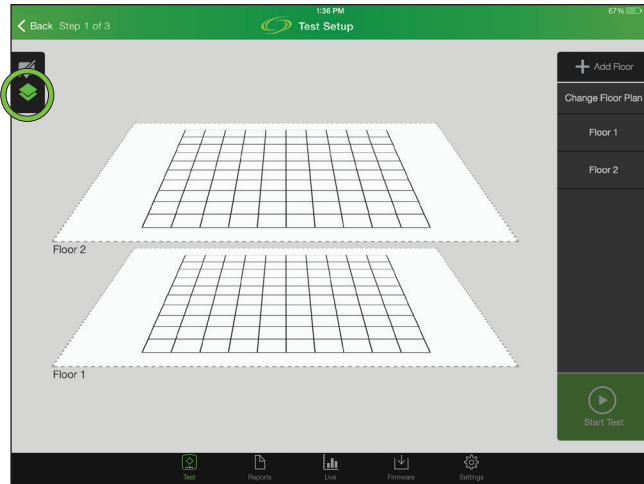 1:36 PM
67%
Back Step 1 of 3
Test Setup
Add Floor
Change Floor Plan
Floor 1
Floor 2
Floor 2
Floor 1
Start Test
Test
Reports
Live
Firmware
Settings